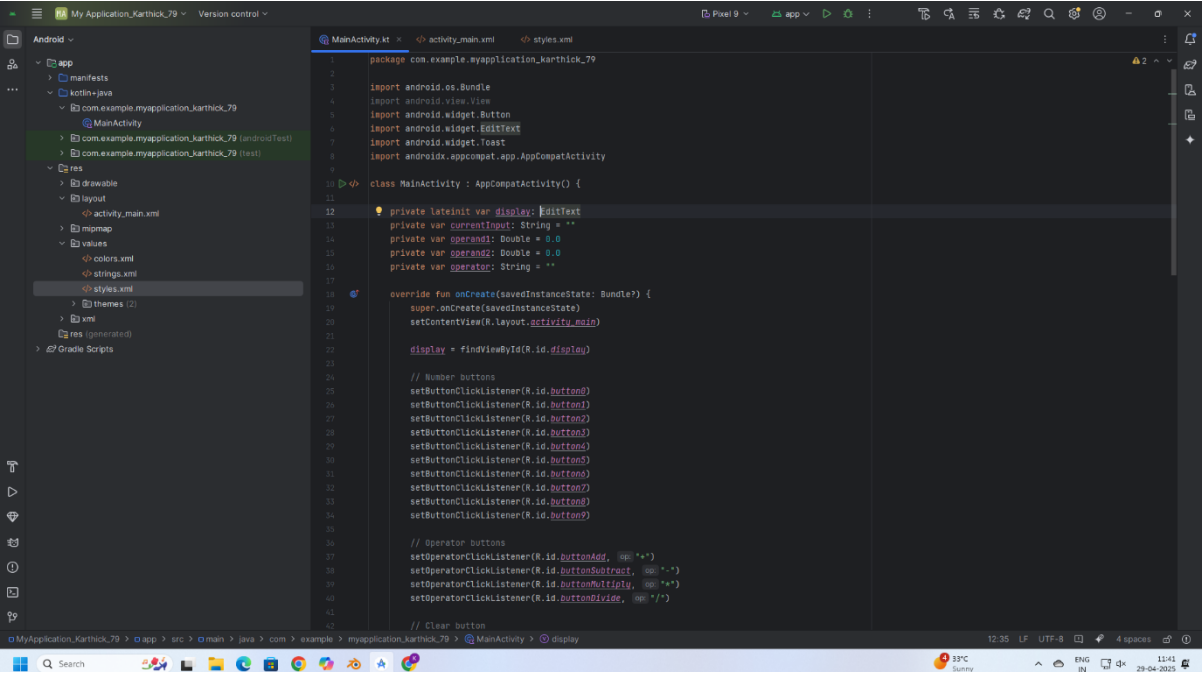 MA My Application_Karthick_79 Version control Pixel 9 app
Android
MainActivity.kt activity_main.xml styles.xml
app
manifests
kotlin+java
com.example.myapplication_karthick_79
MainActivity
com.example.myapplication_karthick_79 (androidTest)
com.example.myapplication_karthick_79 (test)
res
drawable
layout
activity_main.xml
mipmap
values
colors.xml
strings.xml
styles.xml
themes (2)
xml
res (generated)
Gradle Scripts
2
1 package com.example.myapplication_karthick_79
2
3 import android.os.Bundle
4 import android.view.View
5 import android.widget.Button
6 import android.widget.EditText
7 import android.widget.Toast
8 import androidx.appcompat.app.AppCompatActivity
9
10 class MainActivity : AppCompatActivity() {
11
12 private lateinit var display: EditText
13 private var currentInput: String = ""
14 private var operand1: Double = 0.0
15 private var operand2: Double = 0.0
16 private var operator: String = ""
17
18 override fun onCreate(savedInstanceState: Bundle?) {
19 super.onCreate(savedInstanceState)
20 setContentView(R.layout.activity_main)
21
22 display = findViewById(R.id.display)
23
24 // Number buttons
25 setButtonClickListener(R.id.button0)
26 setButtonClickListener(R.id.button1)
27 setButtonClickListener(R.id.button2)
28 setButtonClickListener(R.id.button3)
29 setButtonClickListener(R.id.button4)
30 setButtonClickListener(R.id.button5)
31 setButtonClickListener(R.id.button6)
32 setButtonClickListener(R.id.button7)
33 setButtonClickListener(R.id.button8)
34 setButtonClickListener(R.id.button9)
35
36 // Operator buttons
37 setOperatorClickListener(R.id.buttonAdd, op: "+")
38 setOperatorClickListener(R.id.buttonSubtract, op: "-")
39 setOperatorClickListener(R.id.buttonMultiply, op: "*")
40 setOperatorClickListener(R.id.buttonDivide, op: "/")
41
42 // Clear button
MyApplication_Karthick_79 > app > src > main > java > com > example > myapplication_karthick_79 > MainActivity > display 12:35 LF UTF-8 4 spaces
Search 4 33°C Sunny ENG IN 11:41 29-04-2025